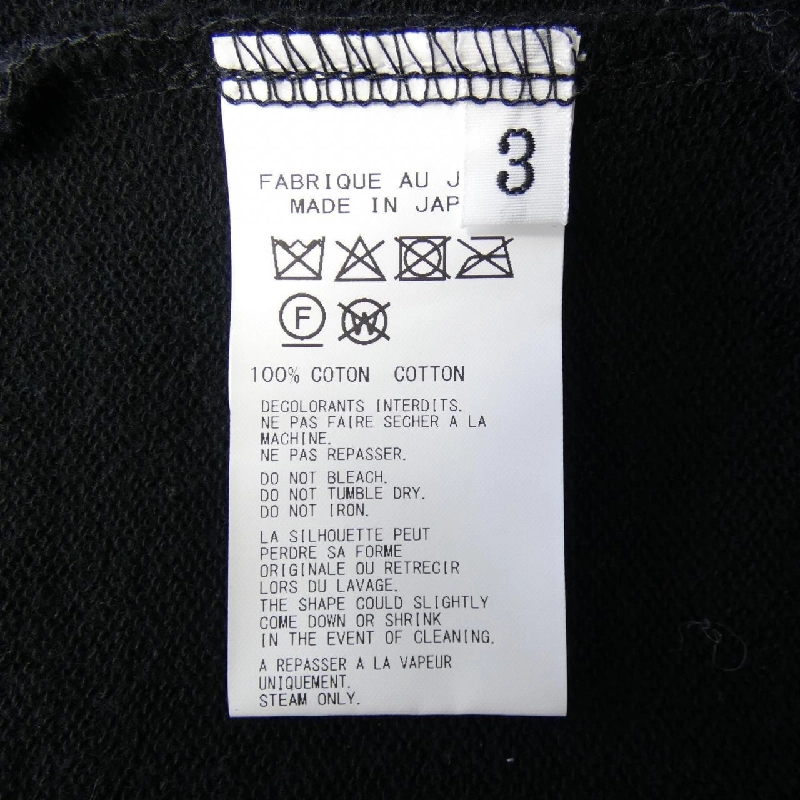 3
FABRIQUE AU J
MADE IN JAP
F
W
100% COTON COTTON
DECOLORANTS INTERDITS.
NE PAS FAIRE SECHER A LA
MACHINE.
NE PAS REPASSER.
DO NOT BLEACH.
DO NOT TUMBLE DRY.
DO NOT IRON.
LA SILHOUETTE PEUT
PERDRE SA FORME
ORIGINALE OU RETRECIR
LORS DU LAVAGE.
THE SHAPE COULD SLIGHTLY
COME DOWN OR SHRINK
IN THE EVENT OF CLEANING.
A REPASSER A LA VAPEUR
UNIQUEMENT.
STEAM ONLY.